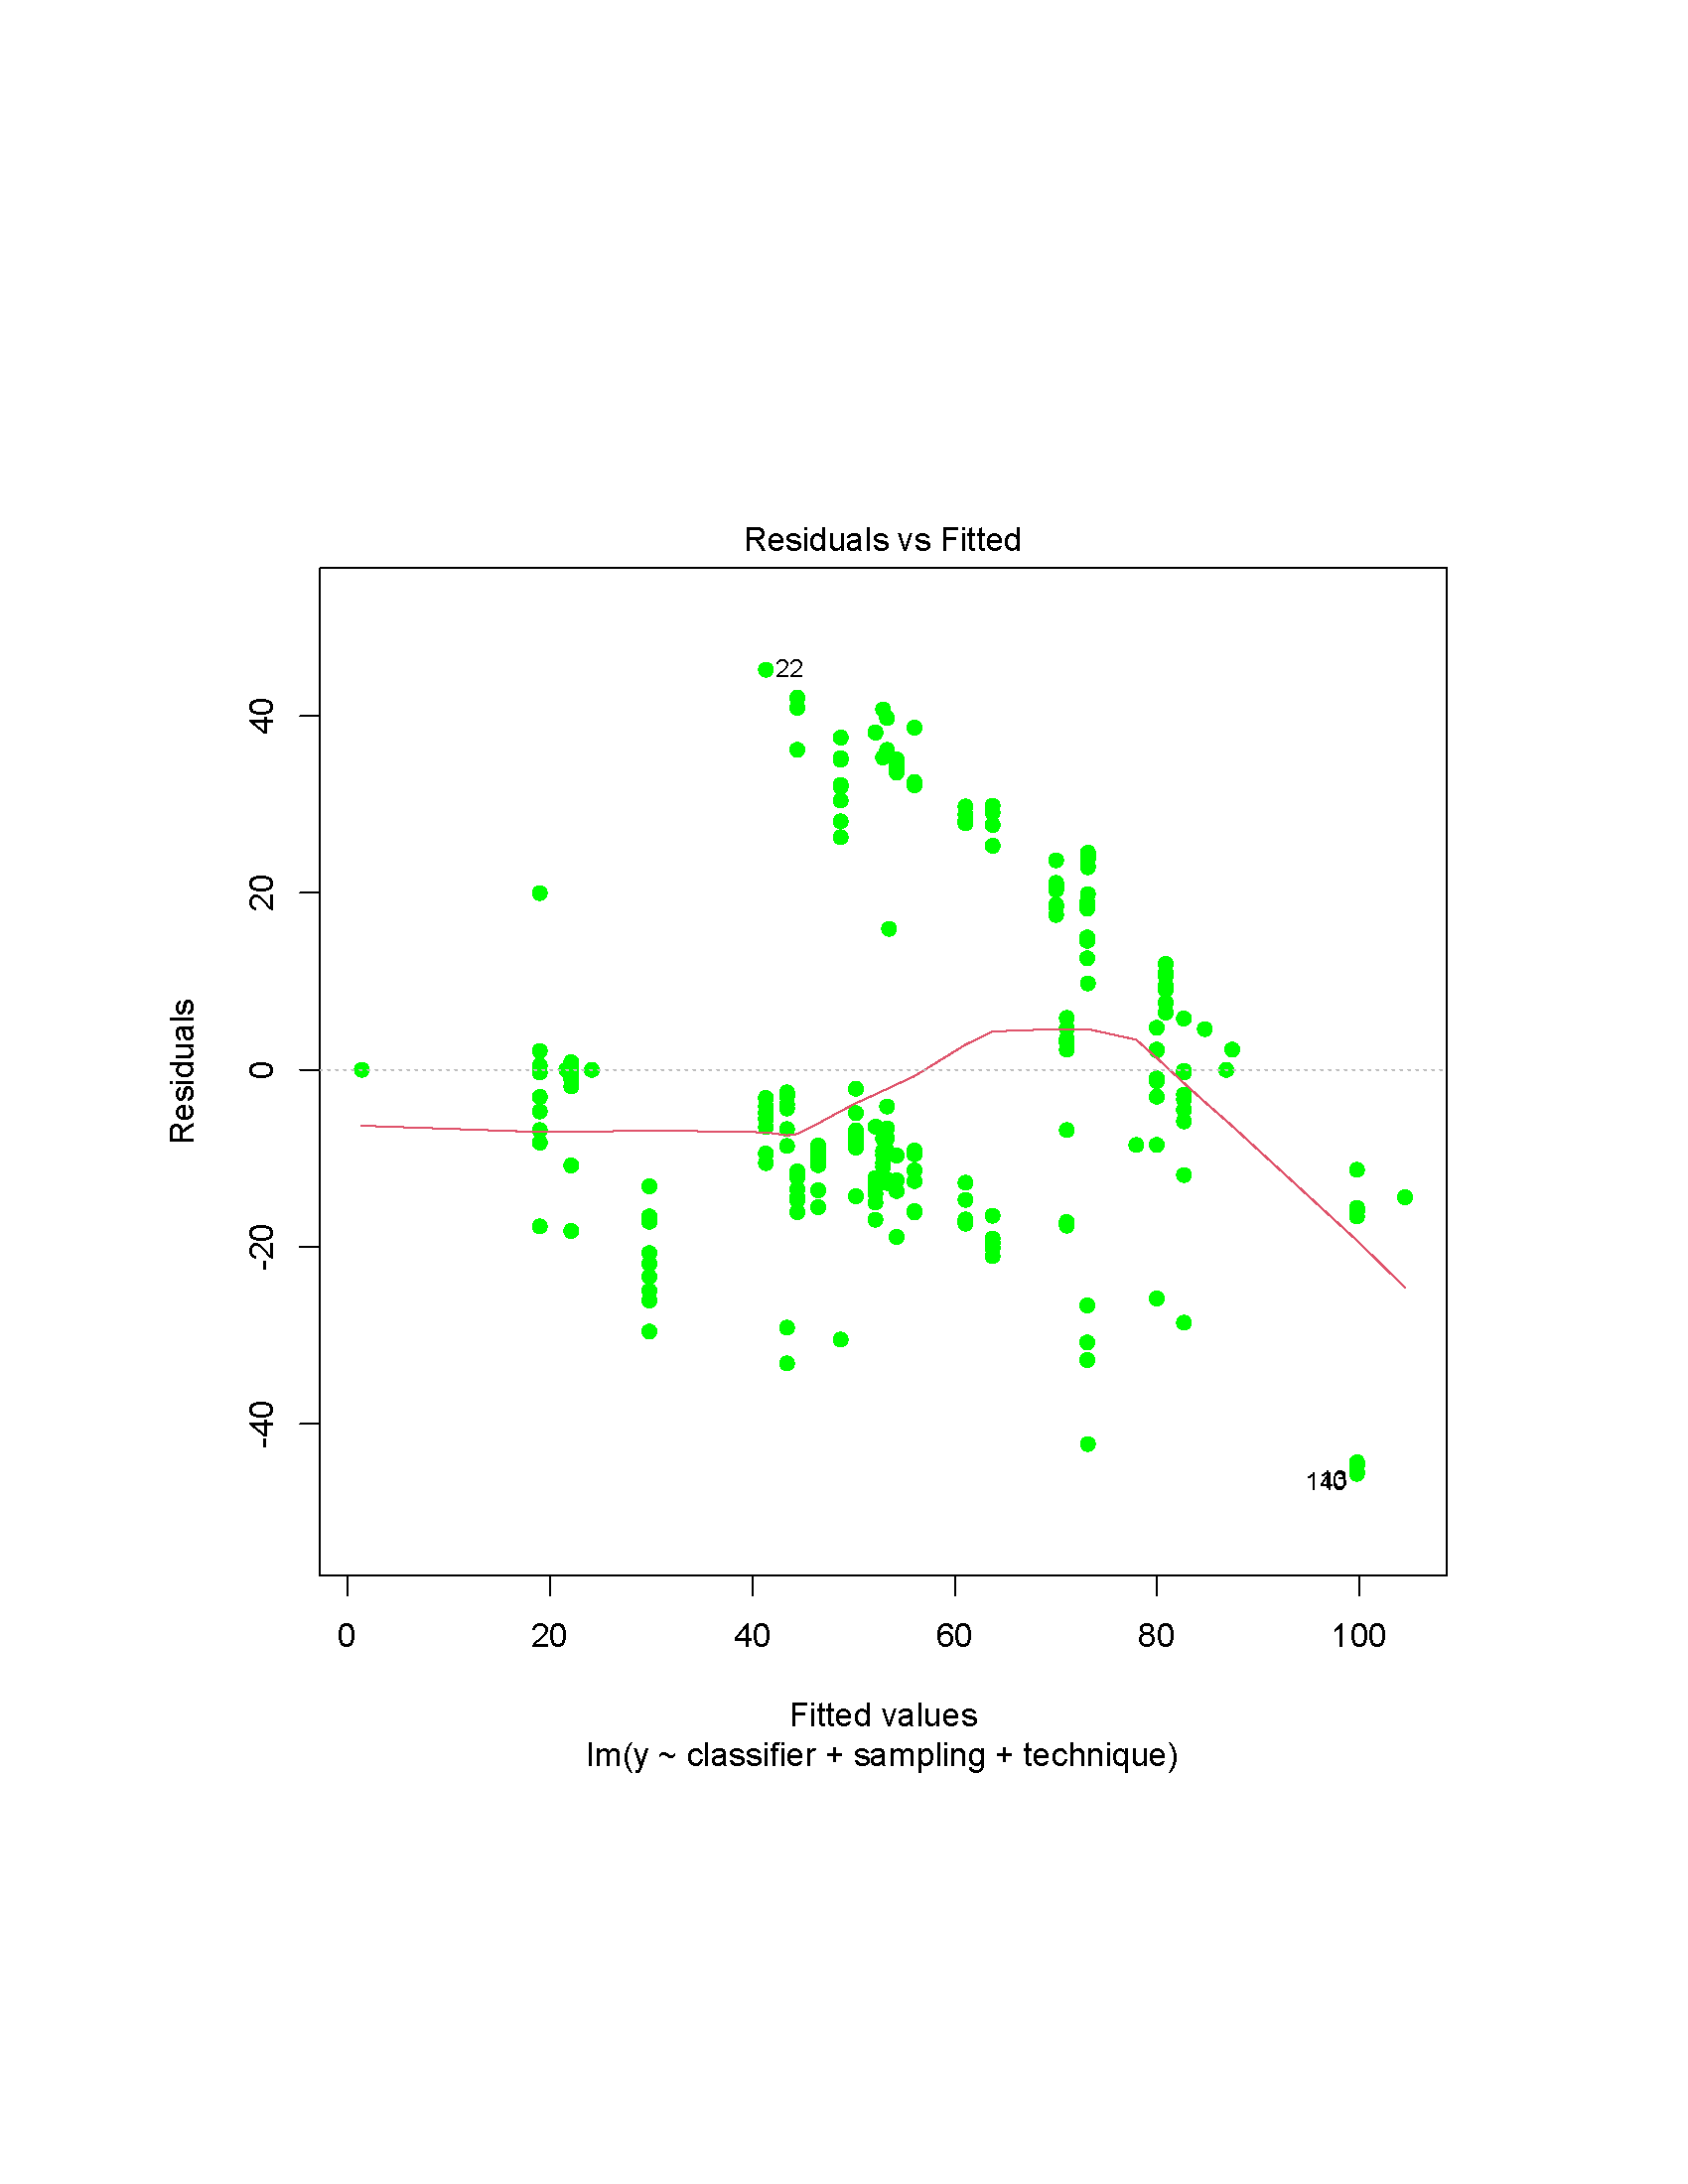 Residuals vs Fitted
22
40
20
0
-20
-40
Residuals
0 20 40 60 80 100
Fitted values
lm(y ~ classifier + sampling + technique)